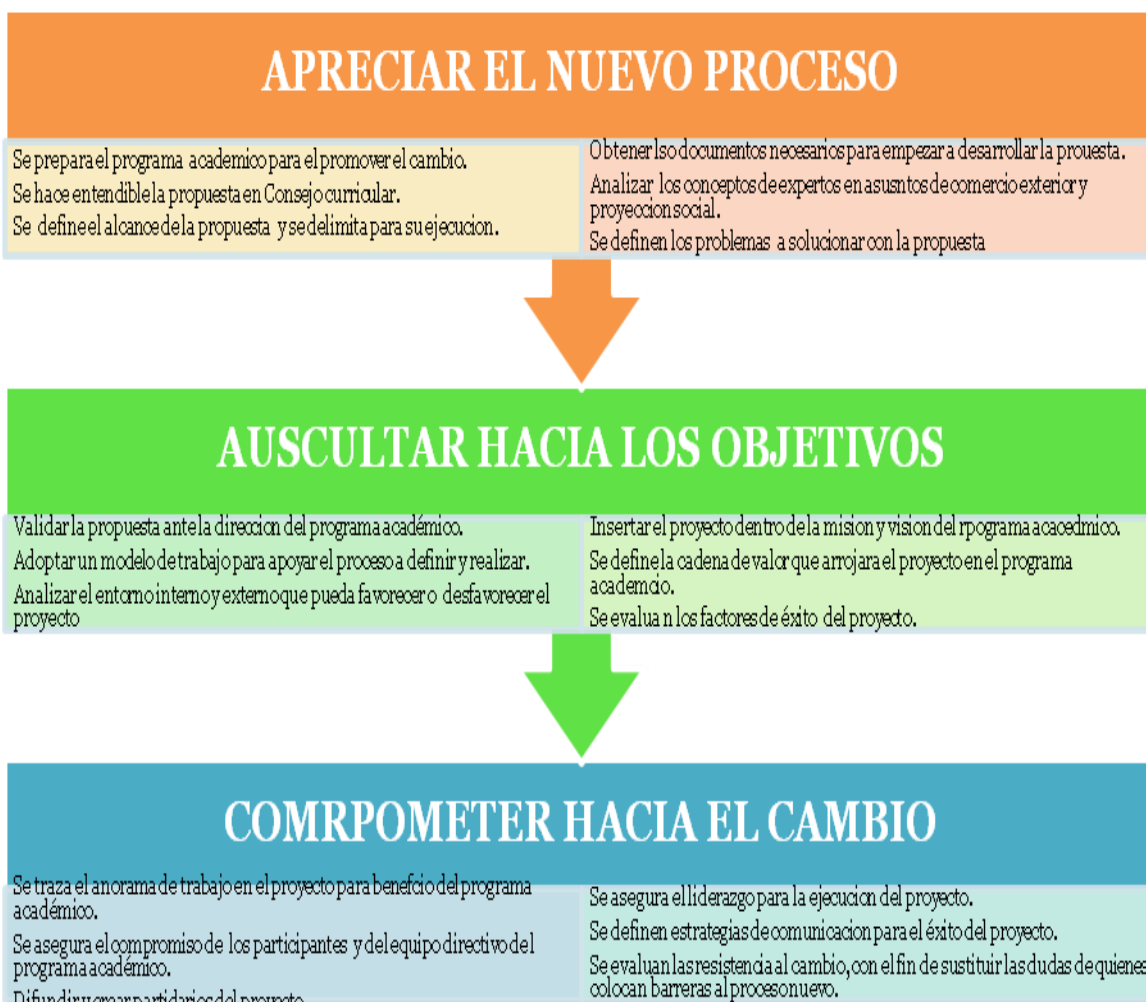 APRECIAR EL NUEVO PROCESO
Se prepara el programa academico para el promover el cambio.
Se hace entendible la propuesta en Consejo curricular.
Se define el alcance de la propuesta y se delimita para su ejecucion.
Obtener lso documentos necesarios para empezar a desarrollar la prouesta.
Analizar los conceptos de expertos en asusntos de comercio exterior y
proyeccion social.
Se definen los problemas a solucionar con la propuesta
AUSCULTAR HACIA LOS OBJETIVOS
Validar la propuesta ante la direccion del programa académico.
Adoptar un modelo de trabajo para apoyar el proceso a definir y realizar.
Analizar el entorno interno y externo que pueda favorecer o desfavorecer el
proyecto
Insertar el proyecto dentro de la mision y vision del rpograma acacedmico.
Se define la cadena de valor que arrojara el proyecto en el programa
academcio.
Se evalua n los factores de éxito del proyecto.
COMRPOMETER HACIA EL CAMBIO
Se traza el anorama de trabajo en el proyecto para benefcio del programa
académico.
Se asegura el compromiso de los participantes y del equipo directivo del
programa académico.
Difundir y crear partidarios del proyecto
Se asegura el liderazgo para la ejecucion del proyecto.
Se definen estrategias de comunicacion para el éxito del proyecto.
Se evaluan las resistencia al cambio, con el fin de sustituir las dudas de quienes
colocan barreras al proceso nuevo.